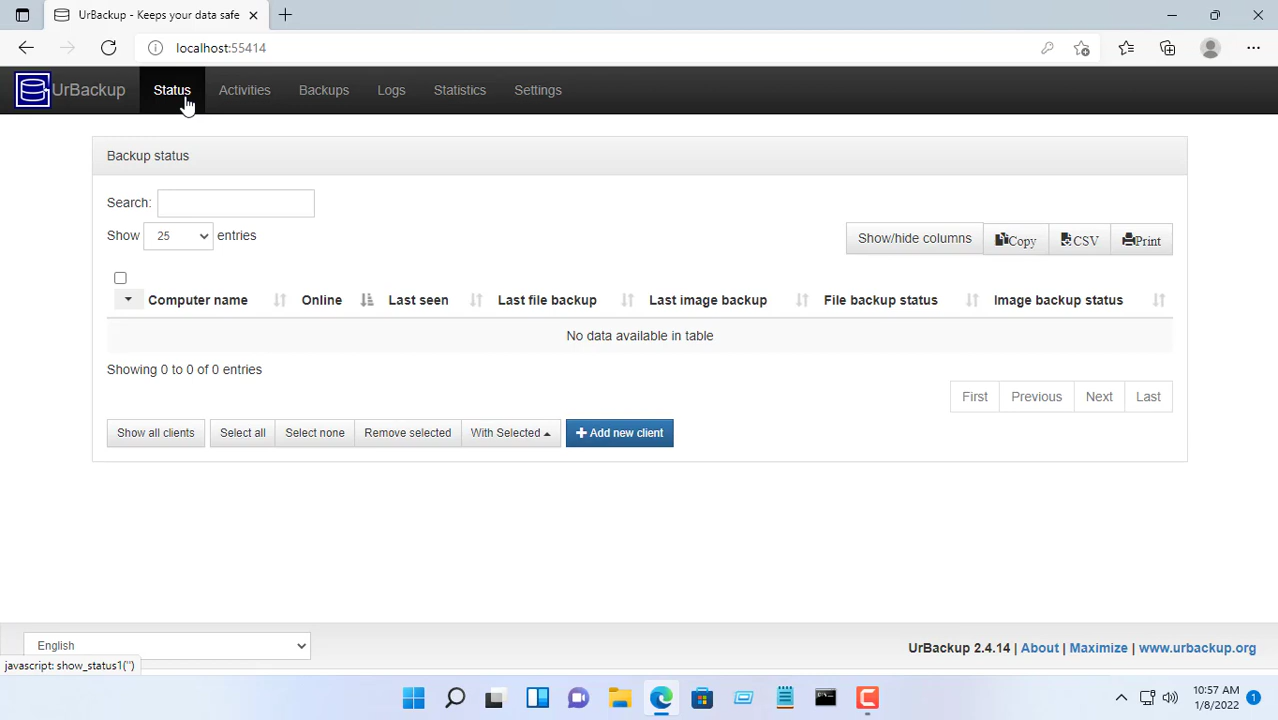 UrBackup - Keeps your data safe
localhost:55414
UrBackup Status Activities Backups Logs Statistics Settings
Backup status
Search:
Show 25 entries
Show/hide columns Copy CSV Print
Computer name Online Last seen Last file backup Last image backup File backup status Image backup status
No data available in table
Showing 0 to 0 of 0 entries
First Previous Next Last
Show all clients Select all Select none Remove selected With Selected Add new client
English
UrBackup 2.4.14 | About | Maximize | www.urbackup.org
javascript: show_status1('')
10:57 AM
1/8/2022
1